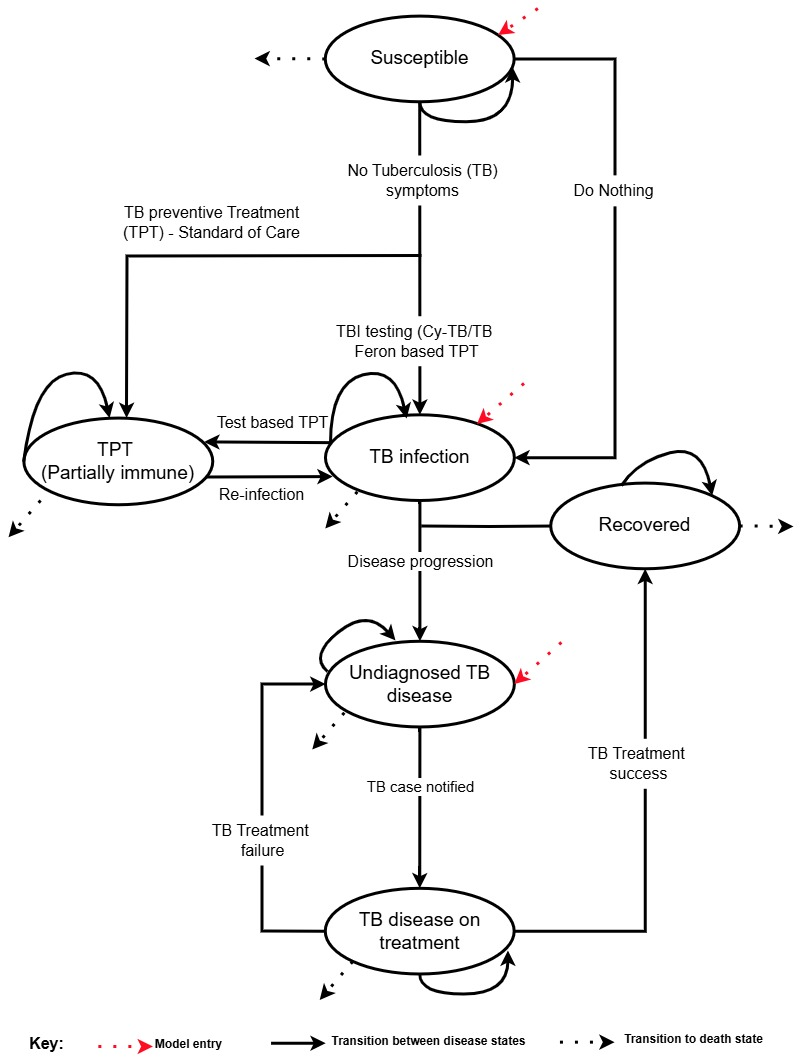 Susceptible
No Tuberculosis (TB)
symptoms
Do Nothing
TB preventive Treatment
(TPT) - Standard of Care
TBI testing (Cy-TB/TB
Feron based TPT
Test based TPT
TPT
(Partially immune)
TB infection
Re-infection
Recovered
Disease progression
Undiagnosed TB
disease
TB Treatment
success
TB case notified
TB Treatment
failure
TB disease on
treatment
Key:
Model entry
Transition between disease states
Transition to death state